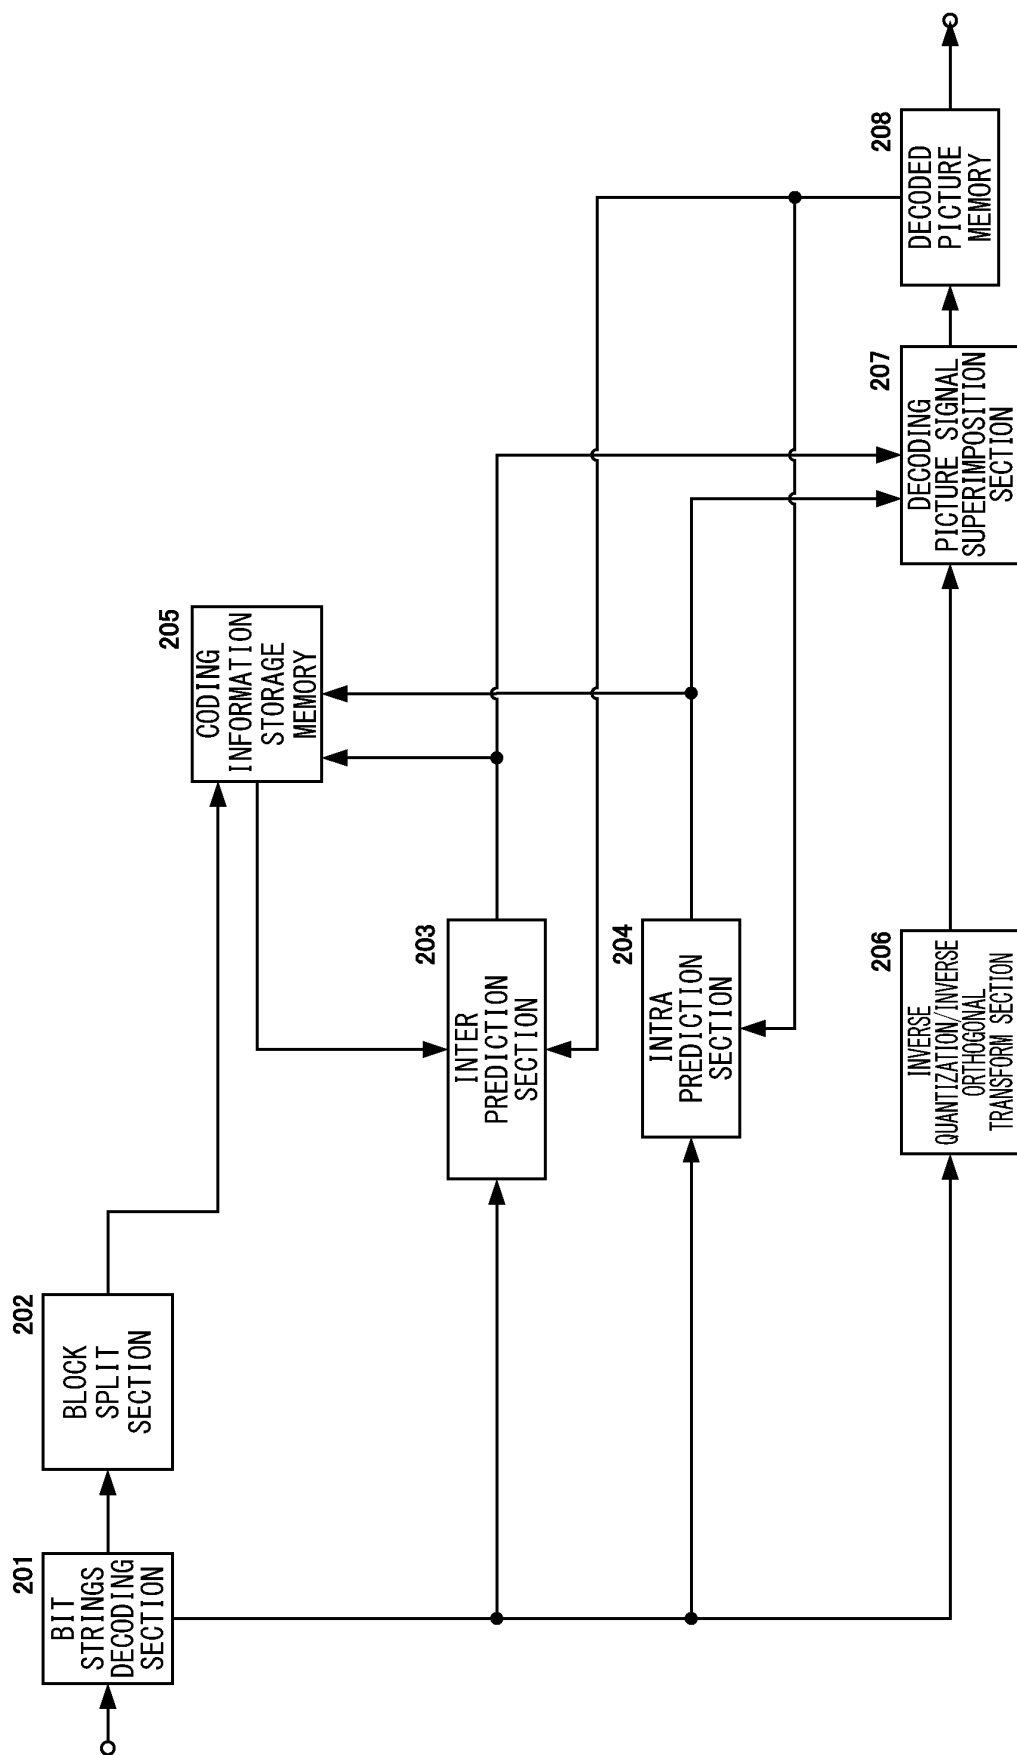 201
BIT
STRINGS
DECODING
SECTION
202
BLOCK
SPLIT
SECTION
203
INTER
PREDICTION
SECTION
204
INTRA
PREDICTION
SECTION
205
CODING
INFORMATION
STORAGE
MEMORY
206
INVERSE
QUANTIZATION/INVERSE
ORTHOGONAL
TRANSFORM SECTION
207
DECODING
PICTURE SIGNAL
SUPERIMPOSITION
SECTION
208
DECODED
PICTURE
MEMORY